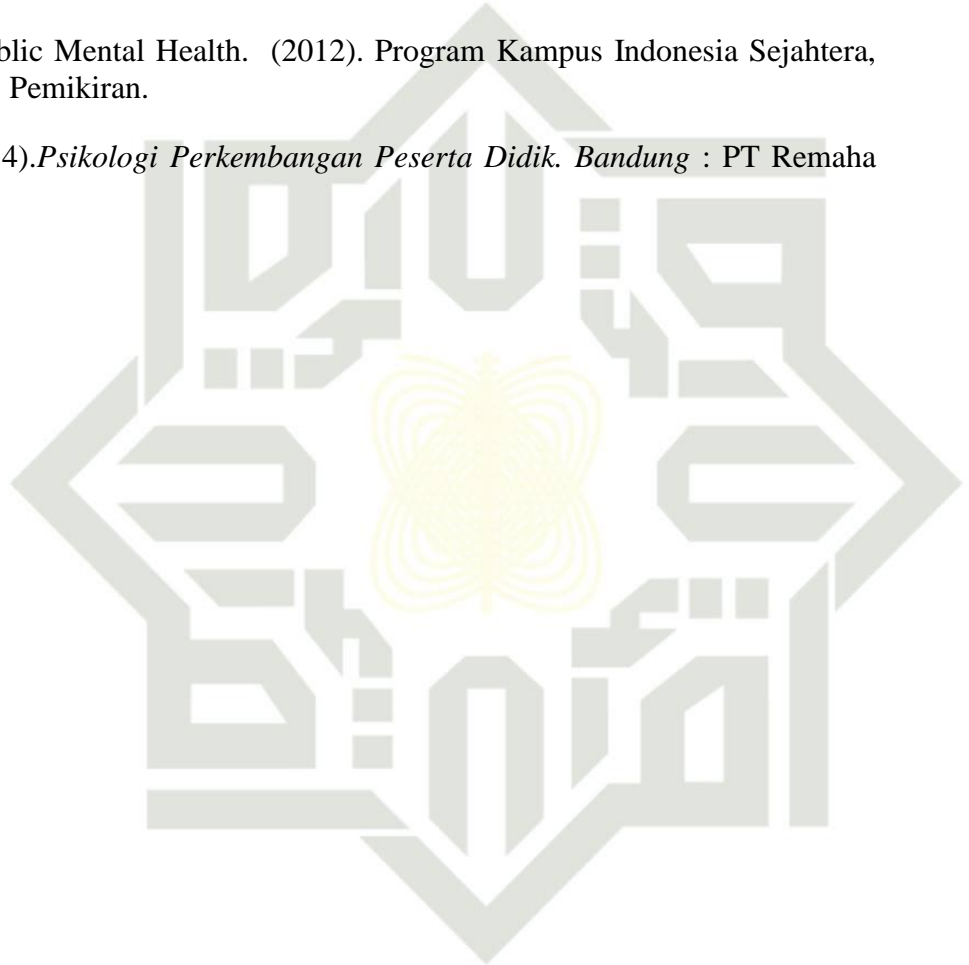 blic Mental Health. (2012). Program Kampus Indonesia Sejahtera,
Pemikiran.
4).Psikologi Perkembangan Peserta Didik. Bandung : PT Remaha